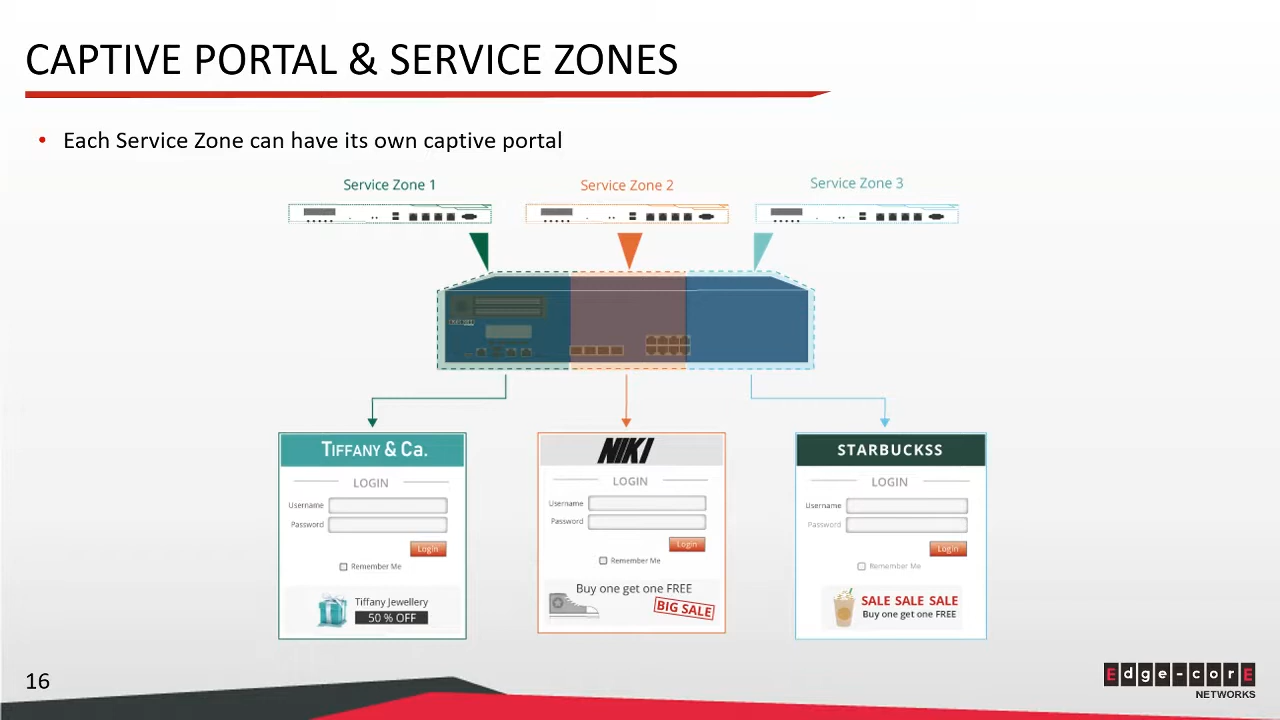 CAPTIVE PORTAL & SERVICE ZONES
• Each Service Zone can have its own captive portal
Service Zone 1
Service Zone 2
Service Zone 3
TIFFANY & Ca.
LOGIN
Username
Password
Login
Remember Me
Tiffany Jewellery
50 % OFF
NIKI
LOGIN
Username
Password
Login
Remember Me
Buy one get one FREE
BIG SALE
STARBUCKSS
LOGIN
Username
Password
Login
Remember Me
SALE SALE SALE
Buy one get one FREE
16
Edge-corE
NETWORKS